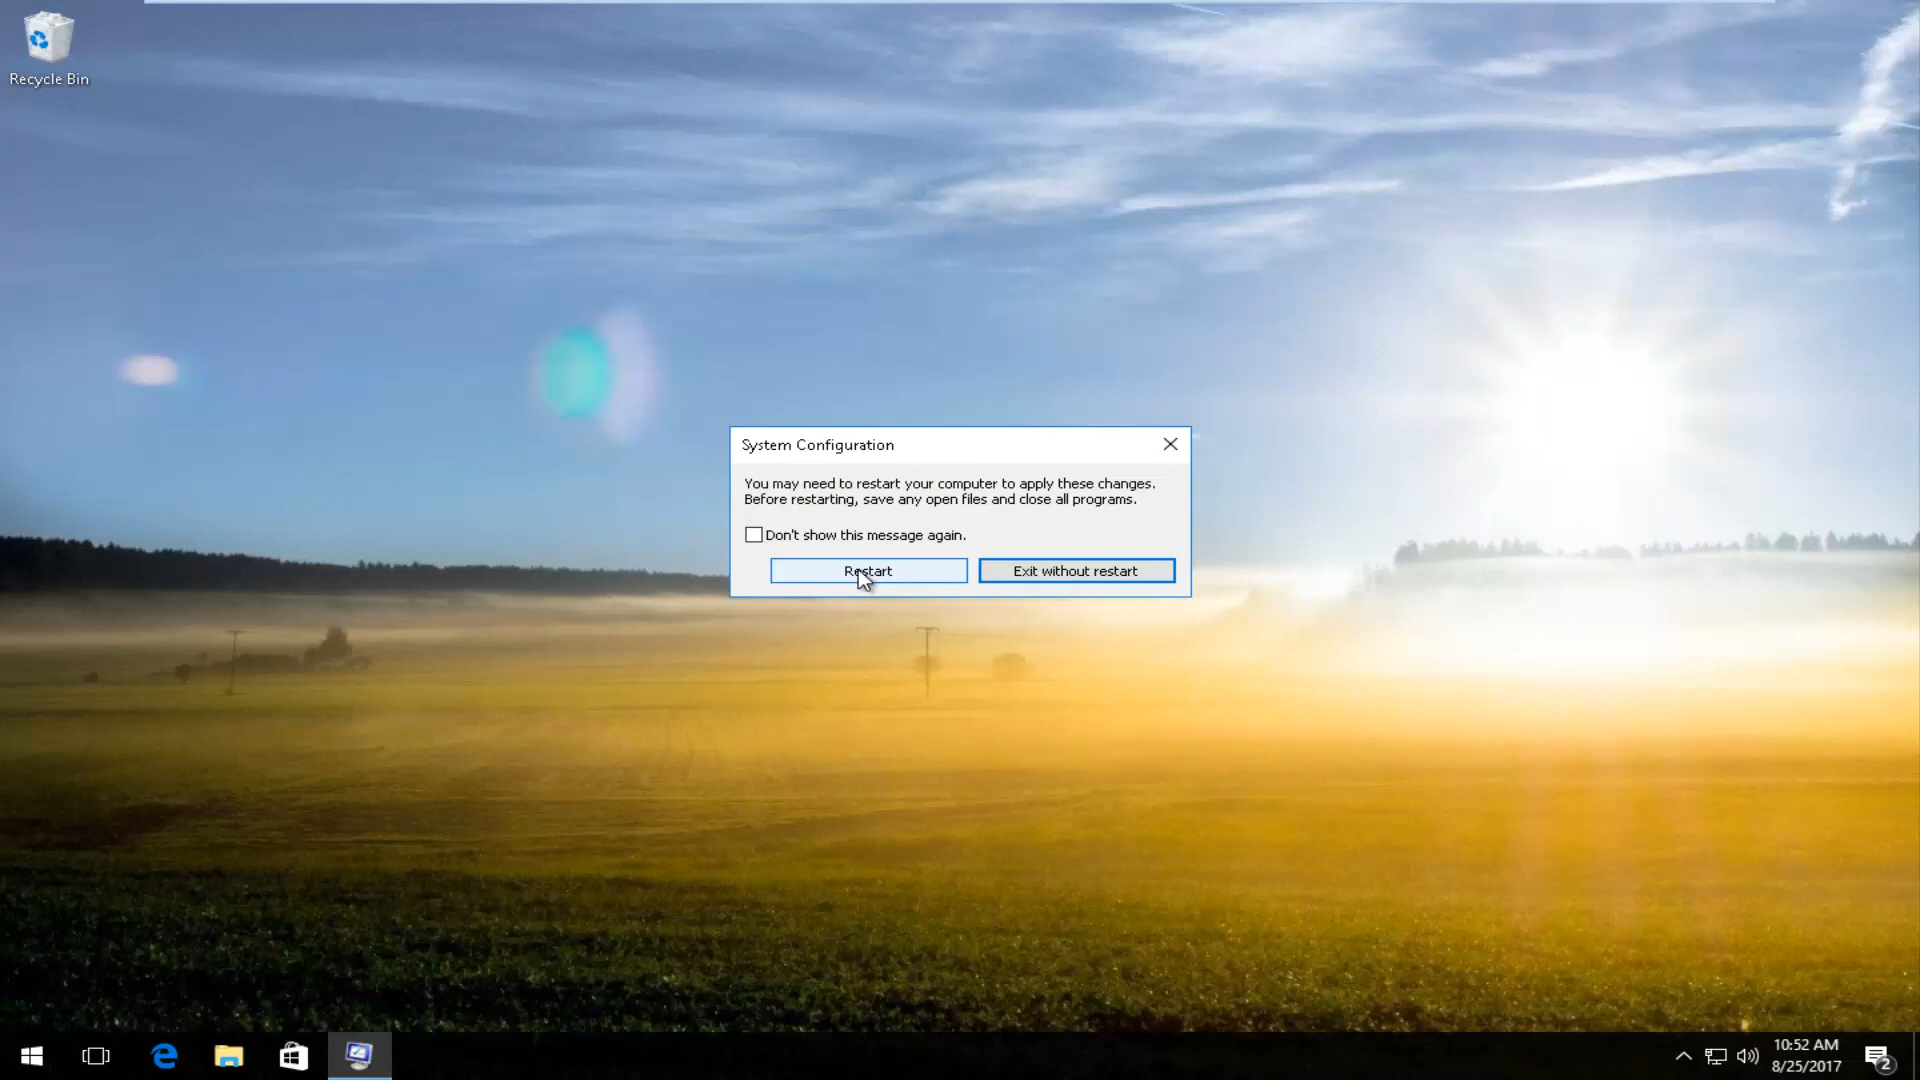 Recycle Bin
System Configuration
You may need to restart your computer to apply these changes.
Before restarting, save any open files and close all programs.
Don't show this message again.
Restart
Exit without restart
10:52 AM
8/25/2017
2